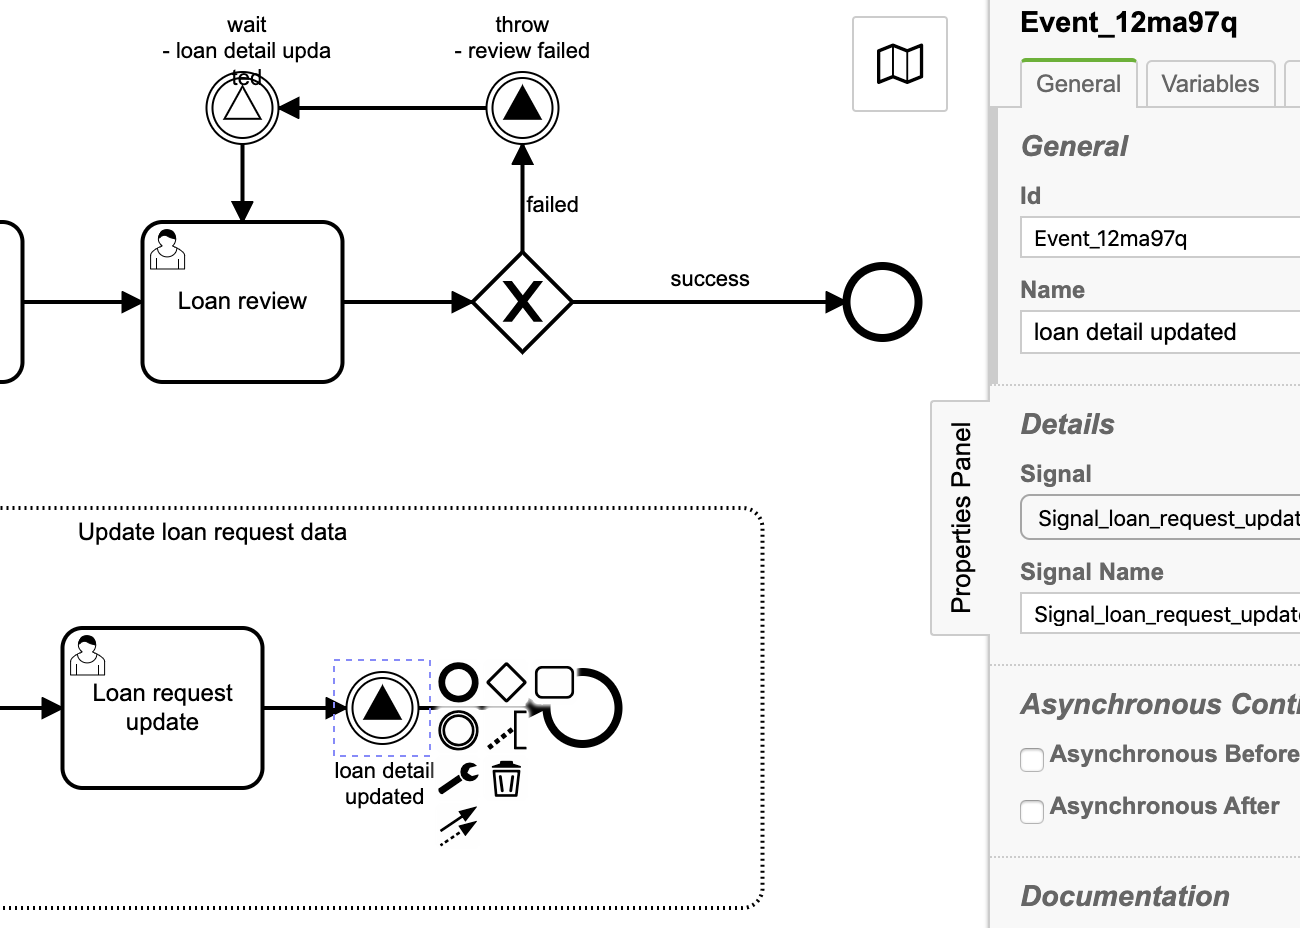 wait
- loan detail upda
ted
throw
- review failed
failed
Loan review
success
Update loan request data
Loan request
update
loan detail
updated
Properties Panel
Event_12ma97q
General
Variables
General
Id
Event_12ma97q
Name
loan detail updated
Details
Signal
Signal_loan_request_updat
Signal Name
Signal_loan_request_update
Asynchronous Conti
Asynchronous Before
Asynchronous After
Documentation